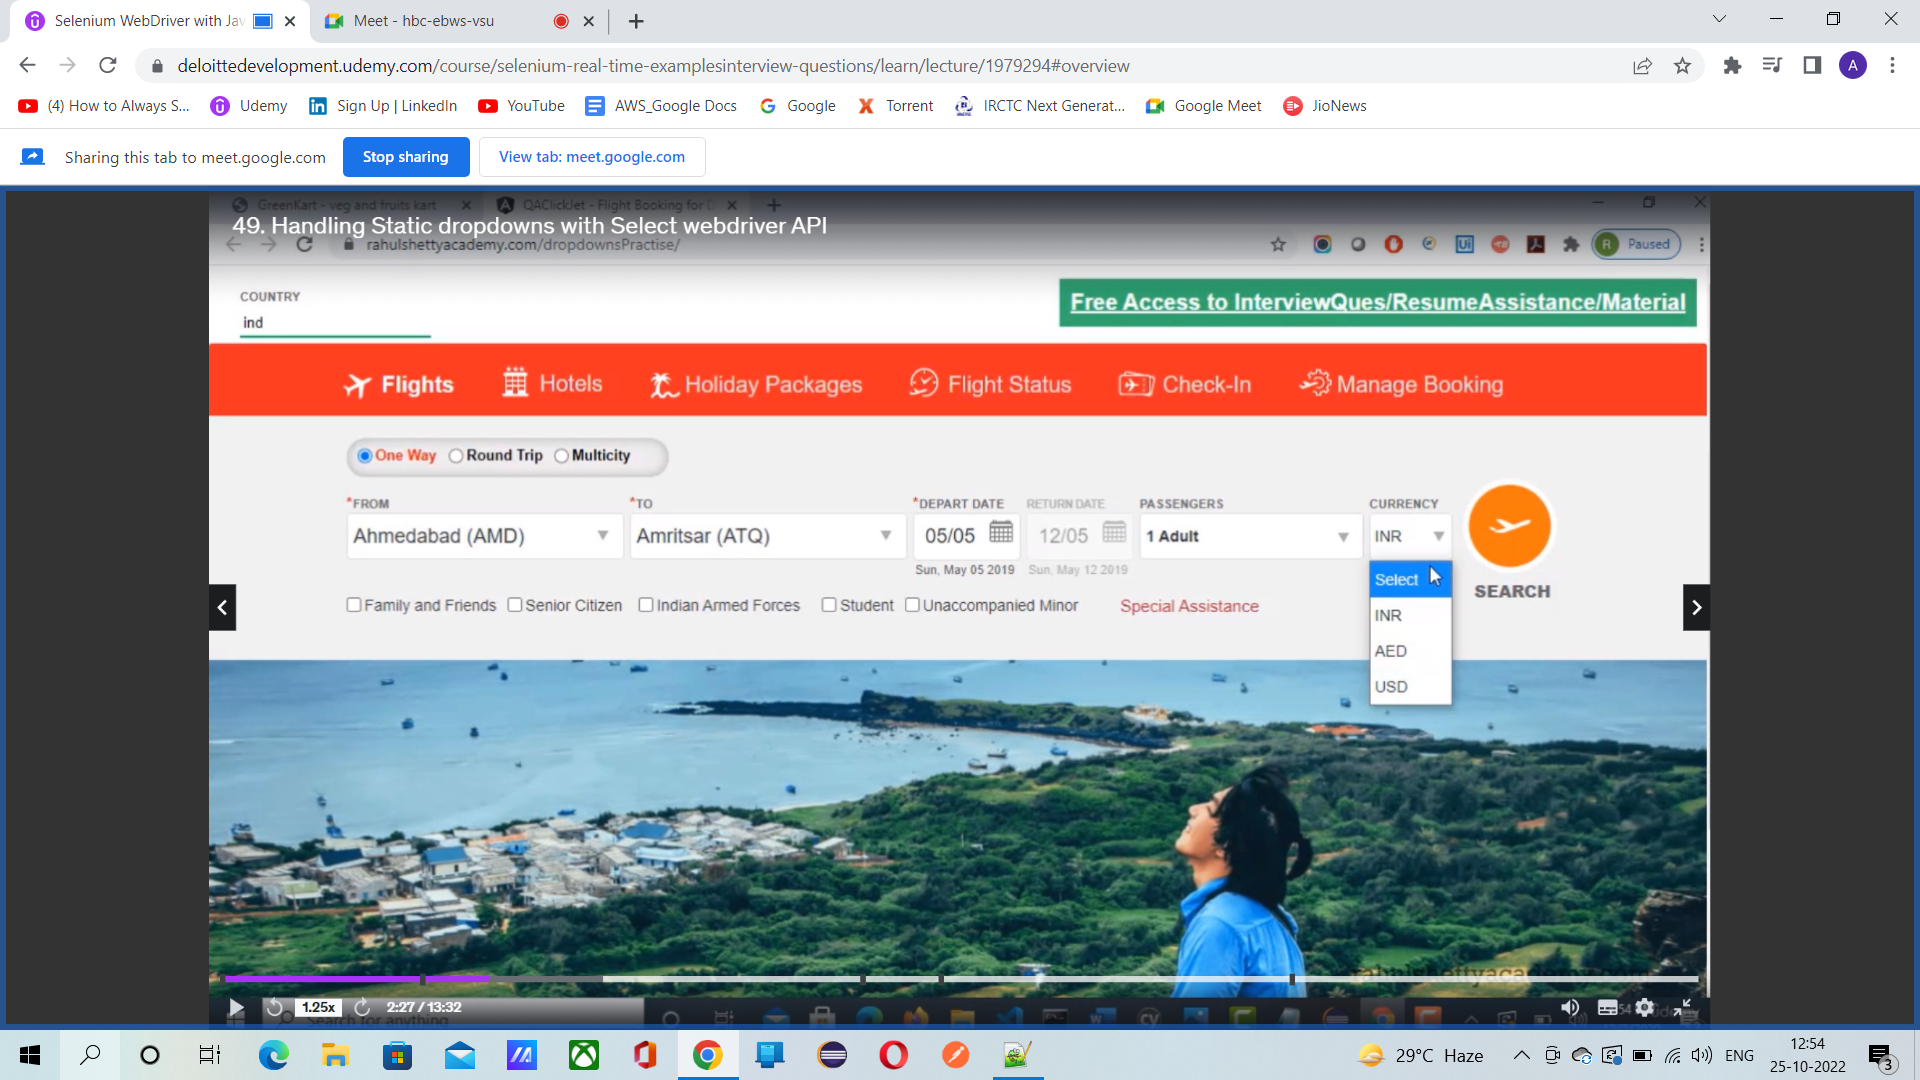 Selenium WebDriver with Jav
Meet - hbc-ebws-vsu
deloittedevelopment.udemy.com/course/selenium-real-time-examplesinterview-questions/learn/lecture/1979294#overview
A
(4) How to Always S...
Udemy
Sign Up | LinkedIn
YouTube
AWS_Google Docs
Google
Torrent
IRCTC Next Generat...
Google Meet
JioNews
Sharing this tab to meet.google.com
Stop sharing
View tab: meet.google.com
GreenKart - veg and fruits kart
QAClickJet - Flight Booking for D
49. Handling Static dropdowns with Select webdriver API
rahulshettyacademy.com/dropdownsPractise/
R Paused
COUNTRY
ind
Free Access to InterviewQues/ResumeAssistance/Material
Flights
Hotels
Holiday Packages
Flight Status
Check-In
Manage Booking
One Way
Round Trip
Multicity
*FROM
*TO
*DEPART DATE
RETURN DATE
PASSENGERS
CURRENCY
Ahmedabad (AMD)
Amritsar (ATQ)
05/05
12/05
1 Adult
INR
Sun, May 05 2019
Sun, May 12 2019
Select
INR
AED
USD
SEARCH
Family and Friends
Senior Citizen
Indian Armed Forces
Student
Unaccompanied Minor
Special Assistance
1.25x
2:27 / 13:32
Search for anything
29°C Haze
ENG
12:54
25-10-2022
3